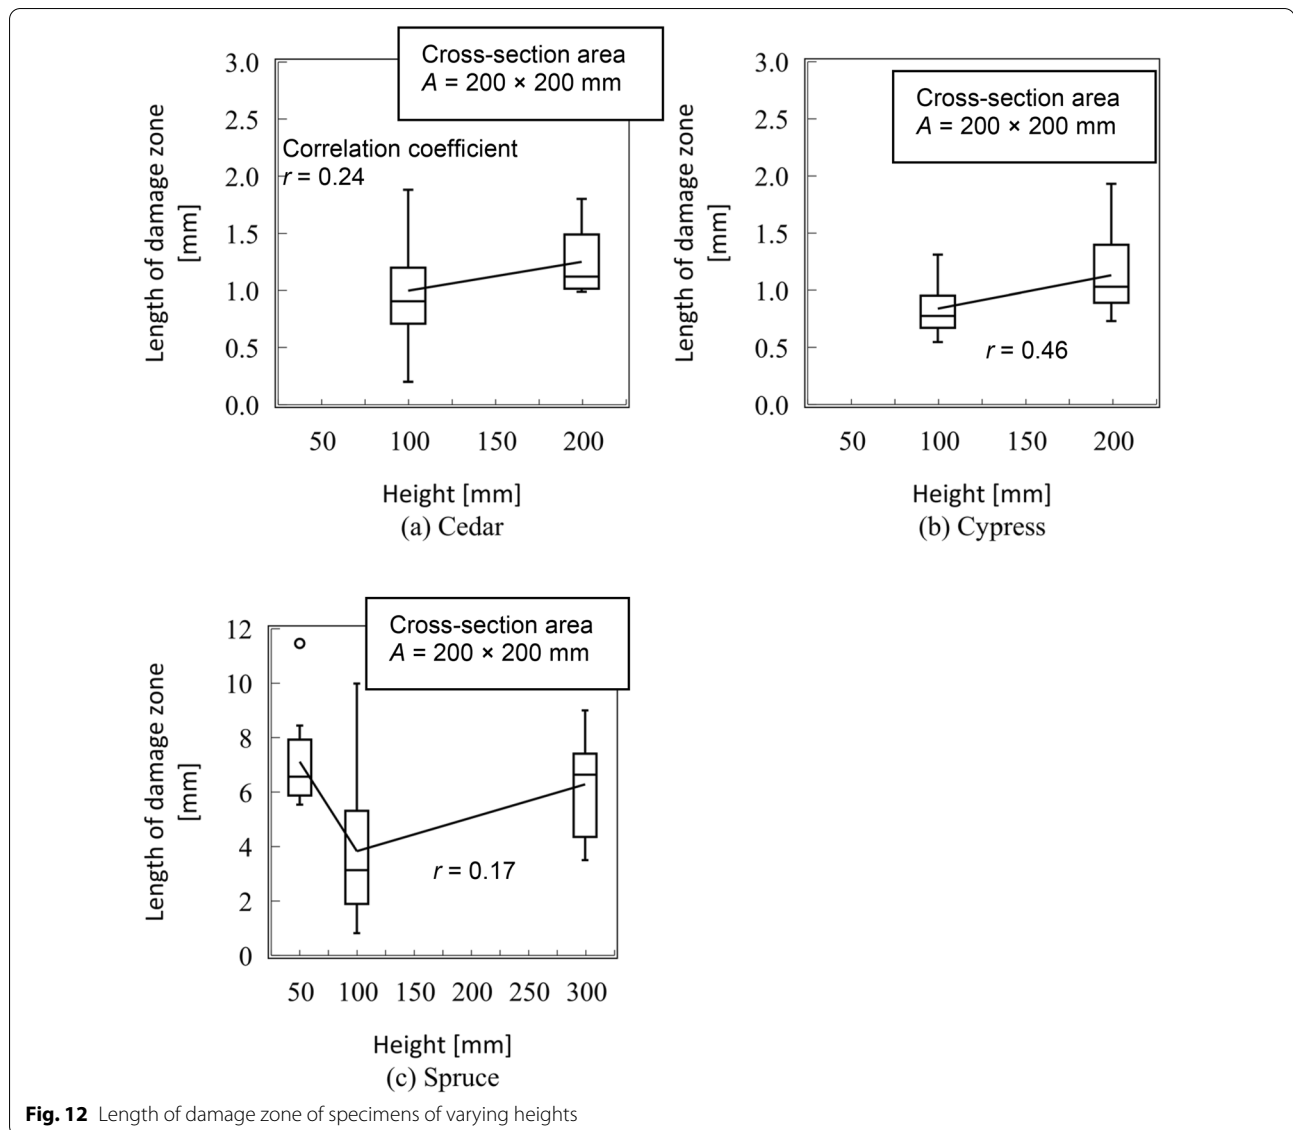 Cross-section area
A = 200 × 200 mm
Correlation coefficient
r = 0.24
Length of damage zone
[mm]
3.0
2.5
2.0
1.5
1.0
0.5
0.0
50 100 150 200
Height [mm]
(a) Cedar
Cross-section area
A = 200 × 200 mm
Length of damage zone
[mm]
3.0
2.5
2.0
1.5
1.0
0.5
0.0
r = 0.46
50 100 150 200
Height [mm]
(b) Cypress
Cross-section area
A = 200 × 200 mm
Length of damage zone
[mm]
12
10
8
6
4
2
0
r = 0.17
50 100 150 200 250 300
Height [mm]
(c) Spruce
Fig. 12 Length of damage zone of specimens of varying heights